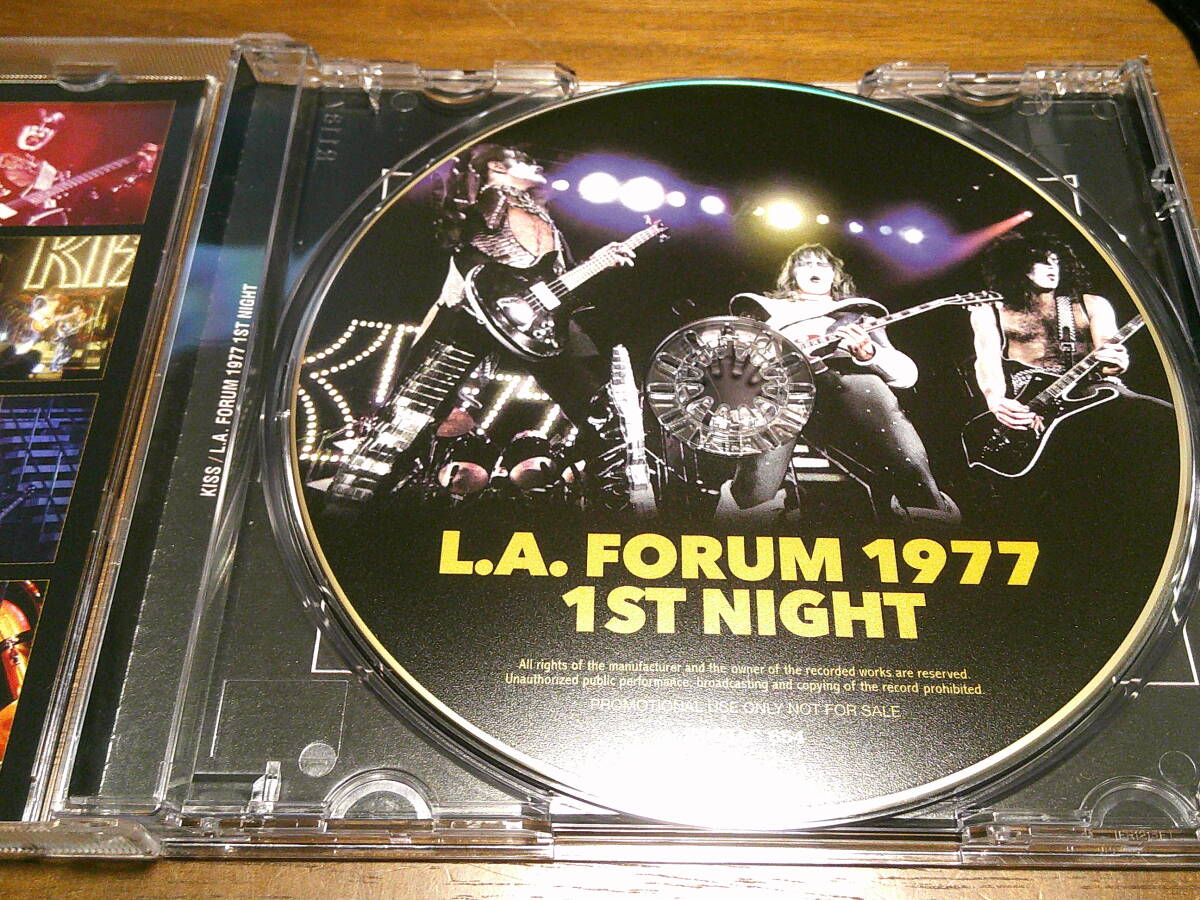 KIS
KISS / L.A. FORUM 1977 1ST NIGHT
L.A. FORUM 1977
1ST NIGHT
All rights of the manufacturer and the owner of the recorded works are reserved.
Unauthorized public performance, broadcasting and copying of the record prohibited.
PROMOTIONAL USE ONLY NOT FOR SALE